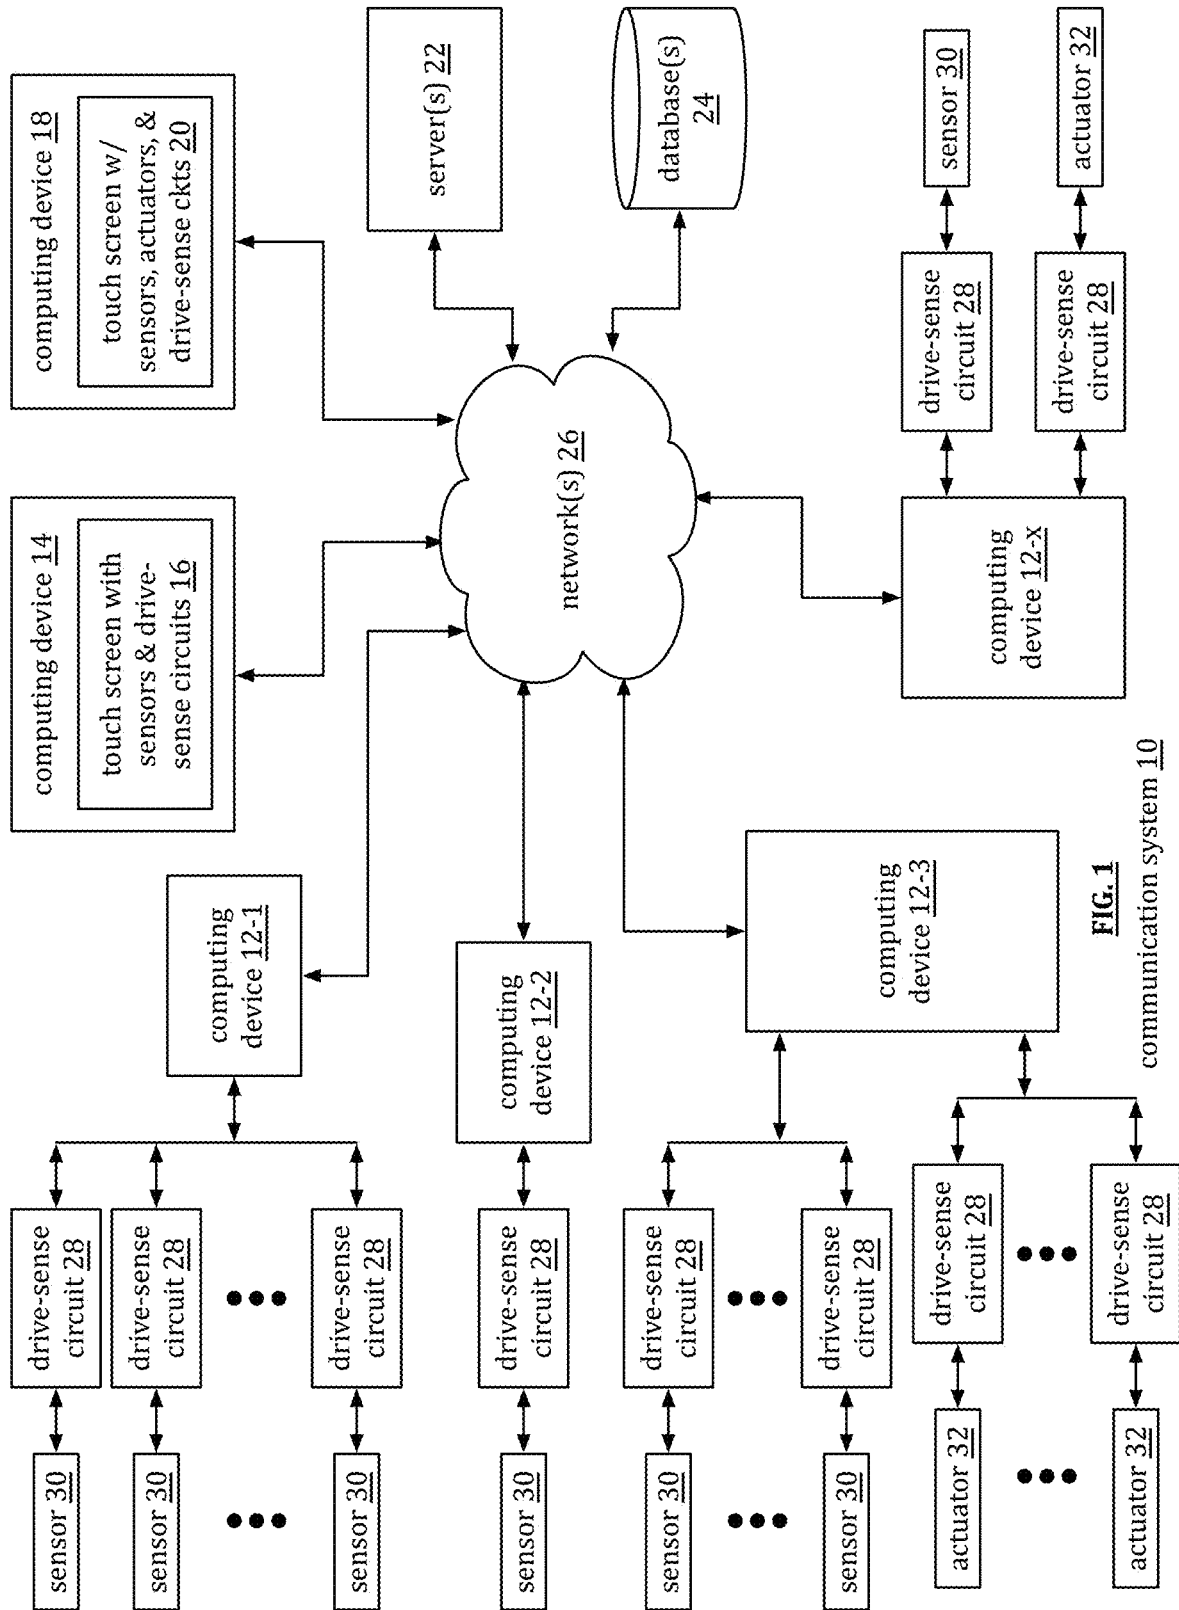 computing device 14
touch screen with
sensors & drive-
sense circuits 16
computing device 18
touch screen w/
sensors, actuators, &
drive-sense ckts 20
server(s) 22
database(s)
24
network(s) 26
sensor 30
drive-sense
circuit 28
sensor 30
drive-sense
circuit 28
sensor 30
drive-sense
circuit 28
computing
device 12-1
sensor 30
drive-sense
circuit 28
computing
device 12-2
sensor 30
drive-sense
circuit 28
sensor 30
drive-sense
circuit 28
computing
device 12-3
actuator 32
drive-sense
circuit 28
actuator 32
drive-sense
circuit 28
computing
device 12-x
drive-sense
circuit 28
sensor 30
drive-sense
circuit 28
actuator 32
FIG. 1
communication system 10